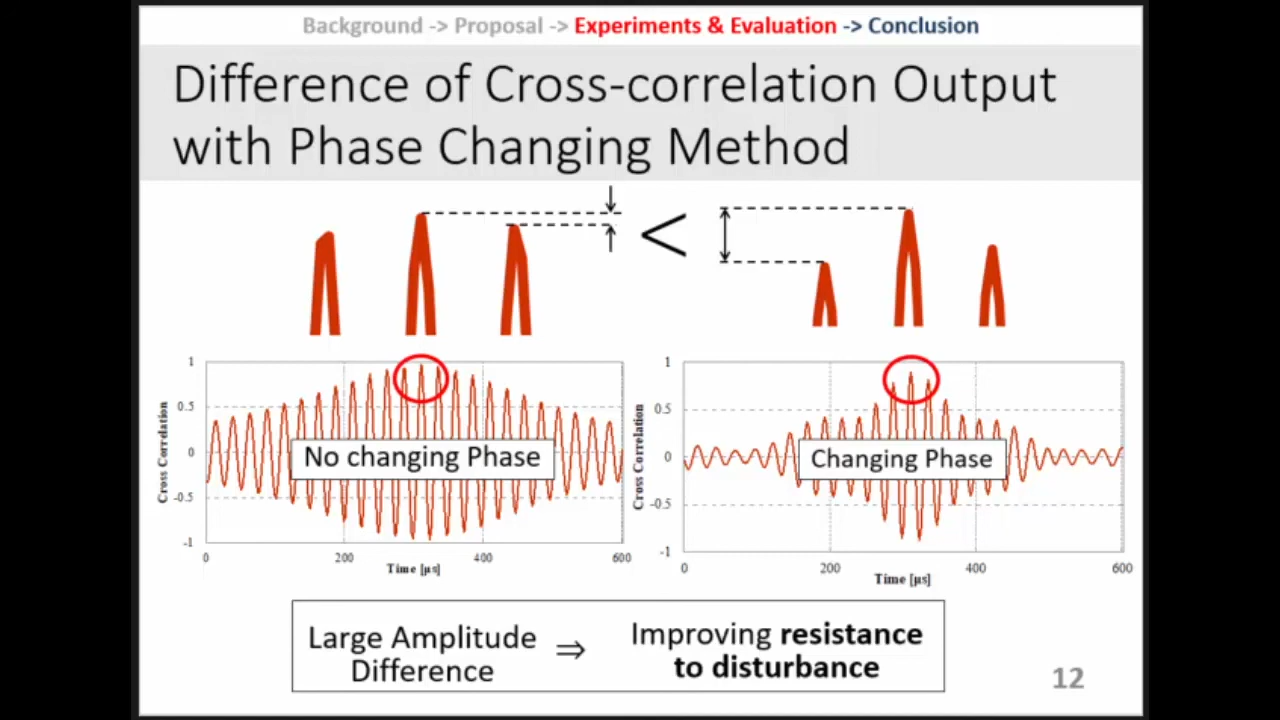 Background -> Proposal -> Experiments & Evaluation -> Conclusion
Difference of Cross-correlation Output
with Phase Changing Method
<
1
0.5
0
-0.5
-1
Cross Correlation
No changing Phase
0
200
400
600
Time [μs]
1
0.5
0
-0.5
-1
Cross Correlation
Changing Phase
0
200
400
600
Time [μs]
Large Amplitude
Difference
⇒
Improving resistance
to disturbance
12